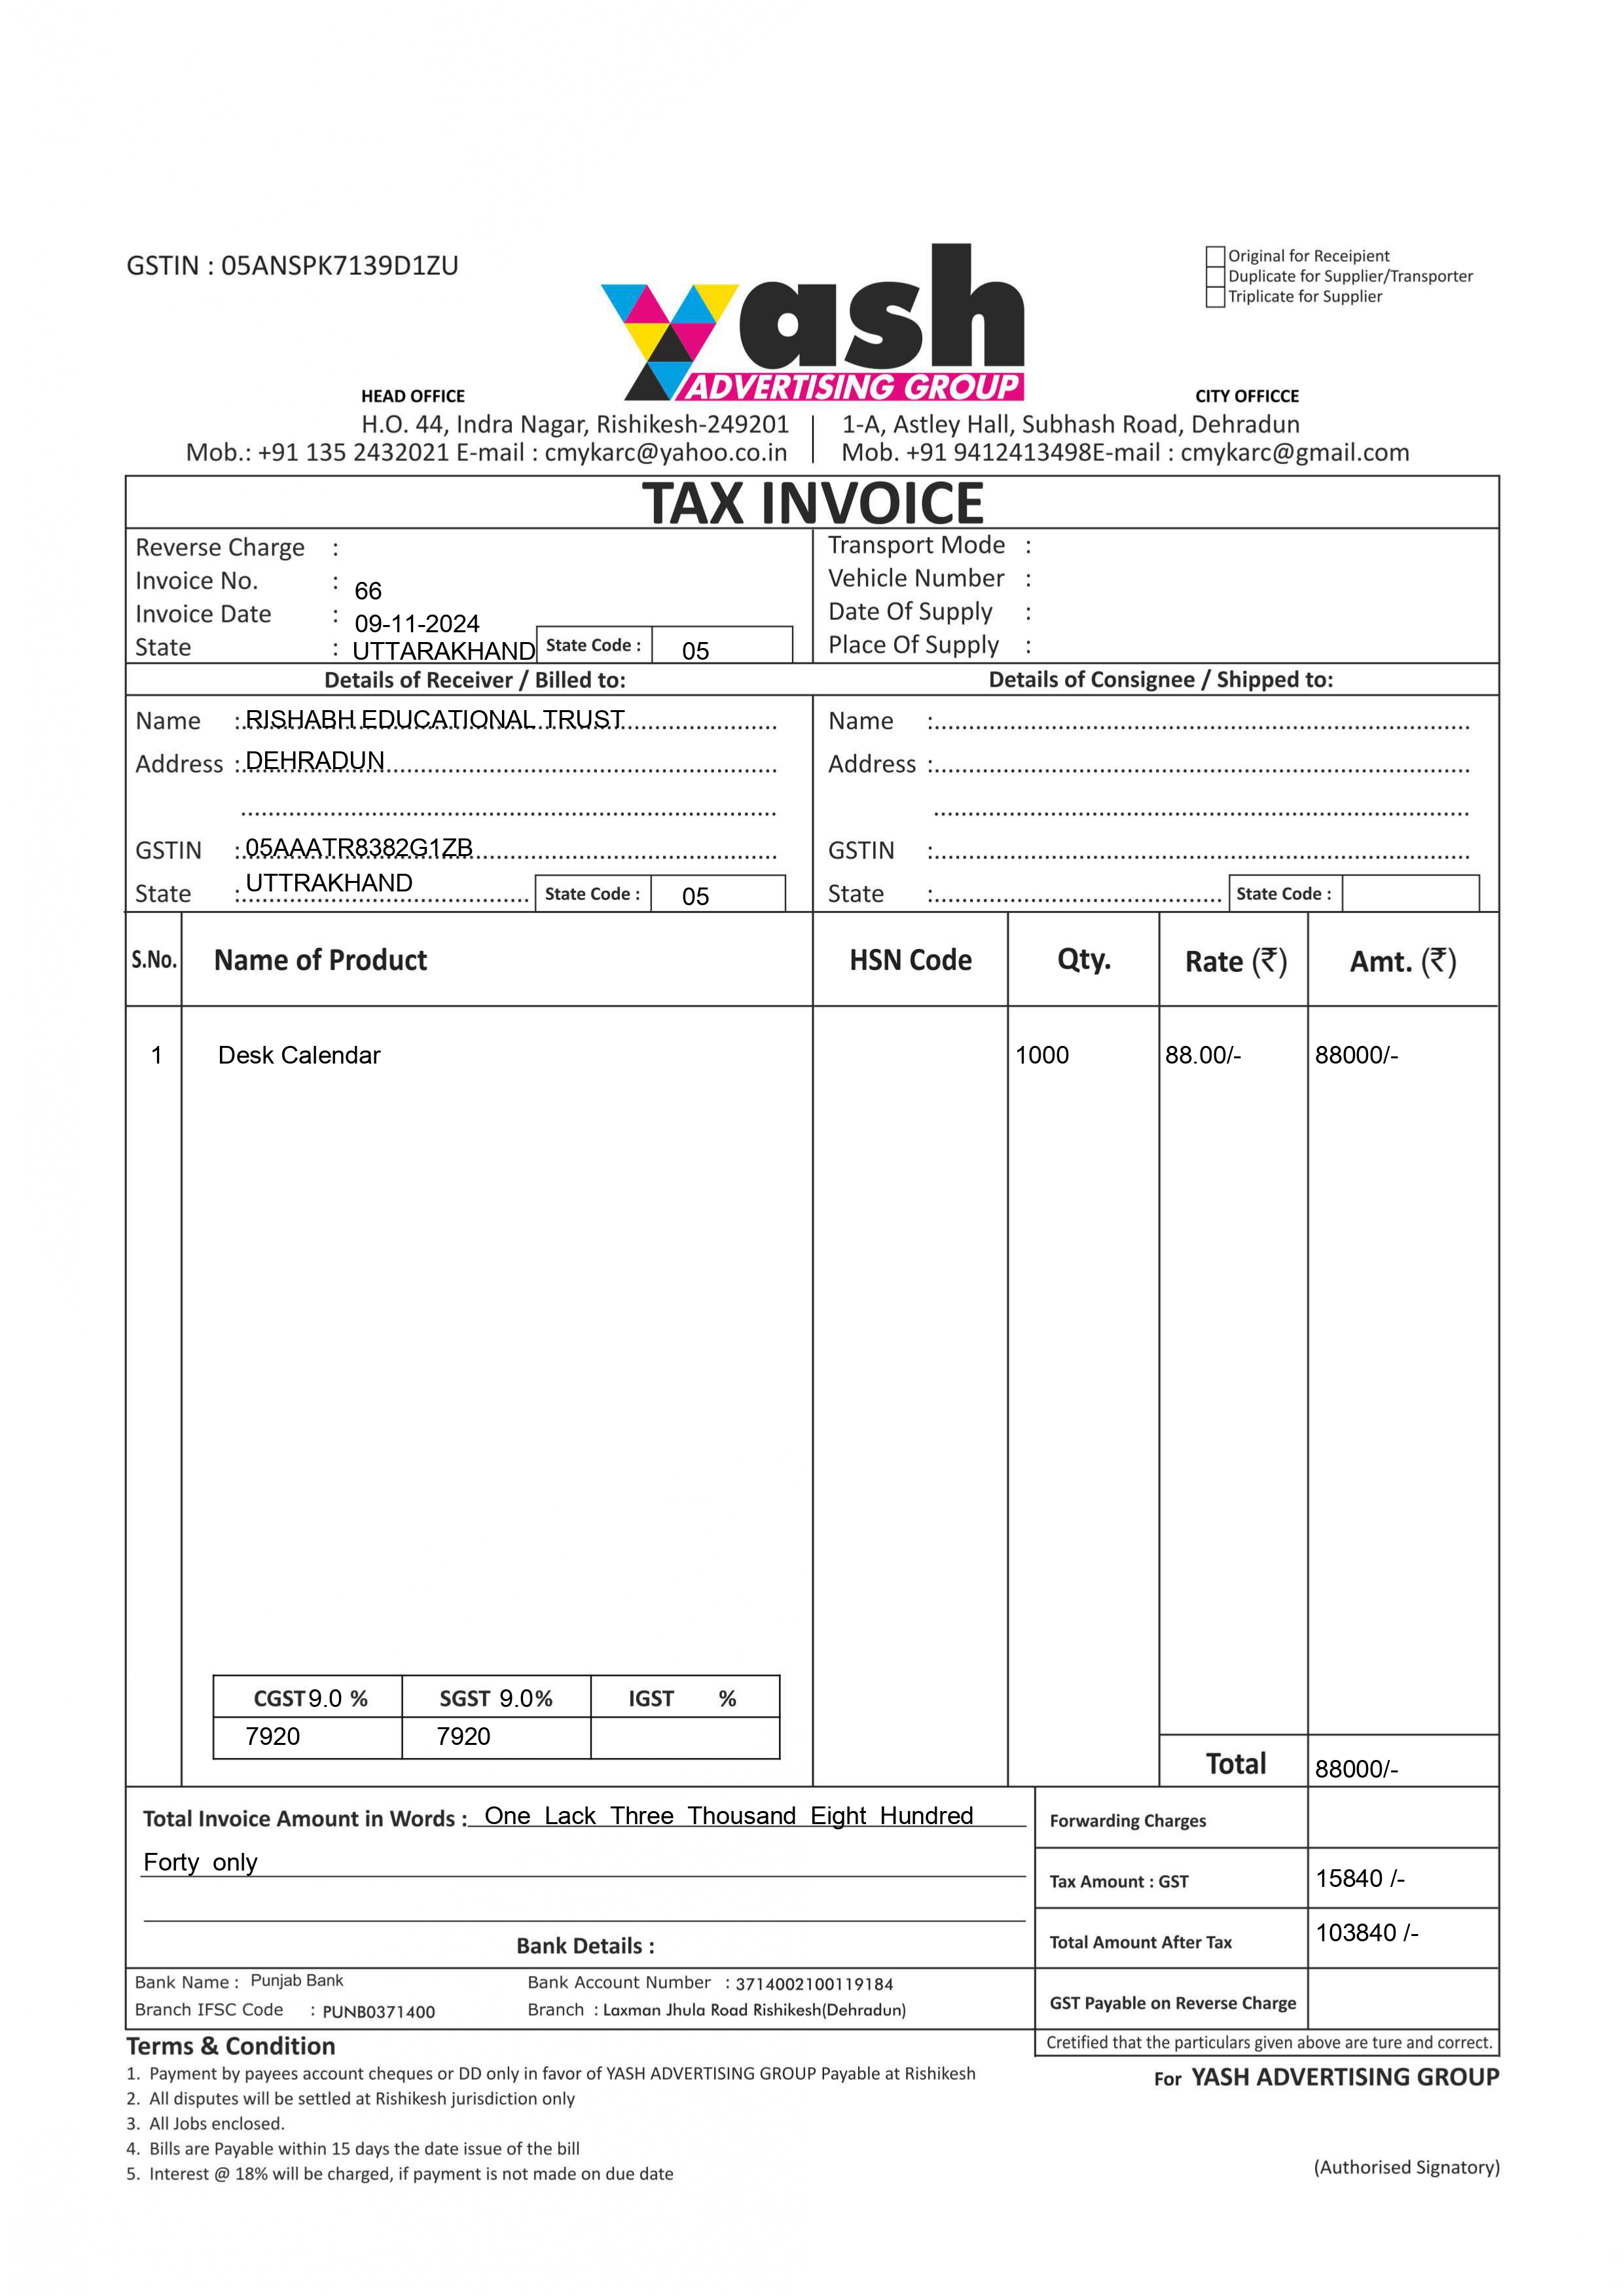 GSTIN : 05ANSPK7139D1ZU
Original for Receipient
Duplicate for Supplier/Transporter
Triplicate for Supplier
yash
ADVERTISING GROUP
HEAD OFFICE
H.O. 44, Indra Nagar, Rishikesh-249201
Mob.: +91 135 2432021 E-mail : cmykarc@yahoo.co.in
CITY OFFICCE
1-A, Astley Hall, Subhash Road, Dehradun
Mob. +91 9412413498E-mail : cmykarc@gmail.com
TAX INVOICE
Reverse Charge :
Invoice No. : 66
Invoice Date : 09-11-2024
State : UTTARAKHAND State Code : 05
Transport Mode :
Vehicle Number :
Date Of Supply :
Place Of Supply :
Details of Receiver / Billed to:
Name : RISHABH EDUCATIONAL TRUST
Address : DEHRADUN
GSTIN : 05AAATR8382G1ZB
State : UTTRAKHAND State Code : 05
Details of Consignee / Shipped to:
Name :
Address :
GSTIN :
State : State Code :
S.No. Name of Product HSN Code Qty. Rate (₹) Amt. (₹)
1 Desk Calendar 1000 88.00/- 88000/-
CGST 9.0 % SGST 9.0% IGST %
7920 7920
Total 88000/-
Total Invoice Amount in Words : One Lack Three Thousand Eight Hundred
Forty only
Forwarding Charges
Tax Amount : GST 15840 /-
Total Amount After Tax 103840 /-
GST Payable on Reverse Charge
Bank Details :
Bank Name : Punjab Bank Bank Account Number : 3714002100119184
Branch IFSC Code : PUNB0371400 Branch : Laxman Jhula Road Rishikesh(Dehradun)
Cretified that the particulars given above are ture and correct.
Terms & Condition
1. Payment by payees account cheques or DD only in favor of YASH ADVERTISING GROUP Payable at Rishikesh
2. All disputes will be settled at Rishikesh jurisdiction only
3. All Jobs enclosed.
4. Bills are Payable within 15 days the date issue of the bill
5. Interest @ 18% will be charged, if payment is not made on due date
For YASH ADVERTISING GROUP
(Authorised Signatory)